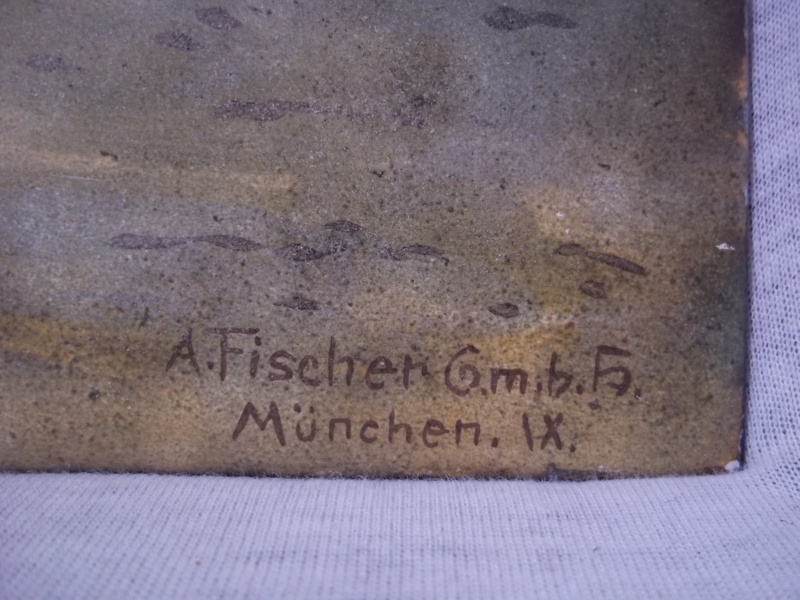 A. Fischer G.m.b.H.
München. IX.